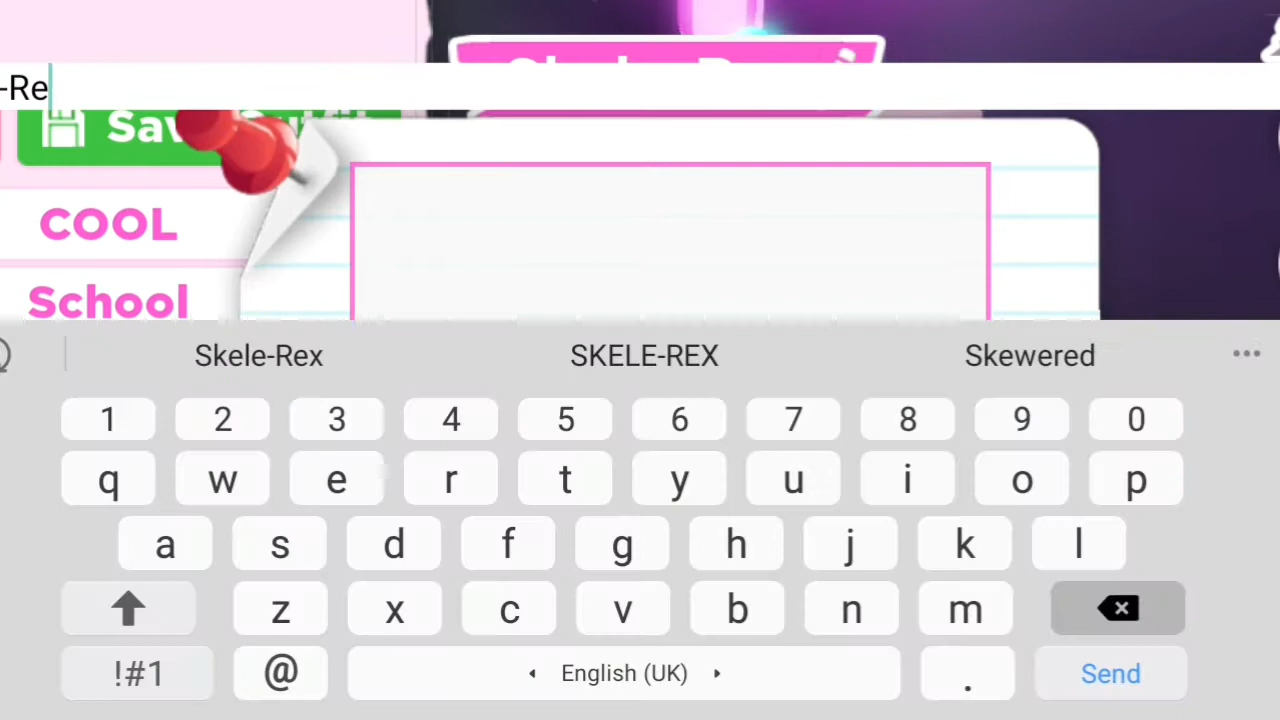 -Re
COOL
School
Skele-Rex SKELE-REX Skewered
1 2 3 4 5 6 7 8 9 0
q w e r t y u i o p
a s d f g h j k l
z x c v b n m
!#1 @ English (UK) . Send